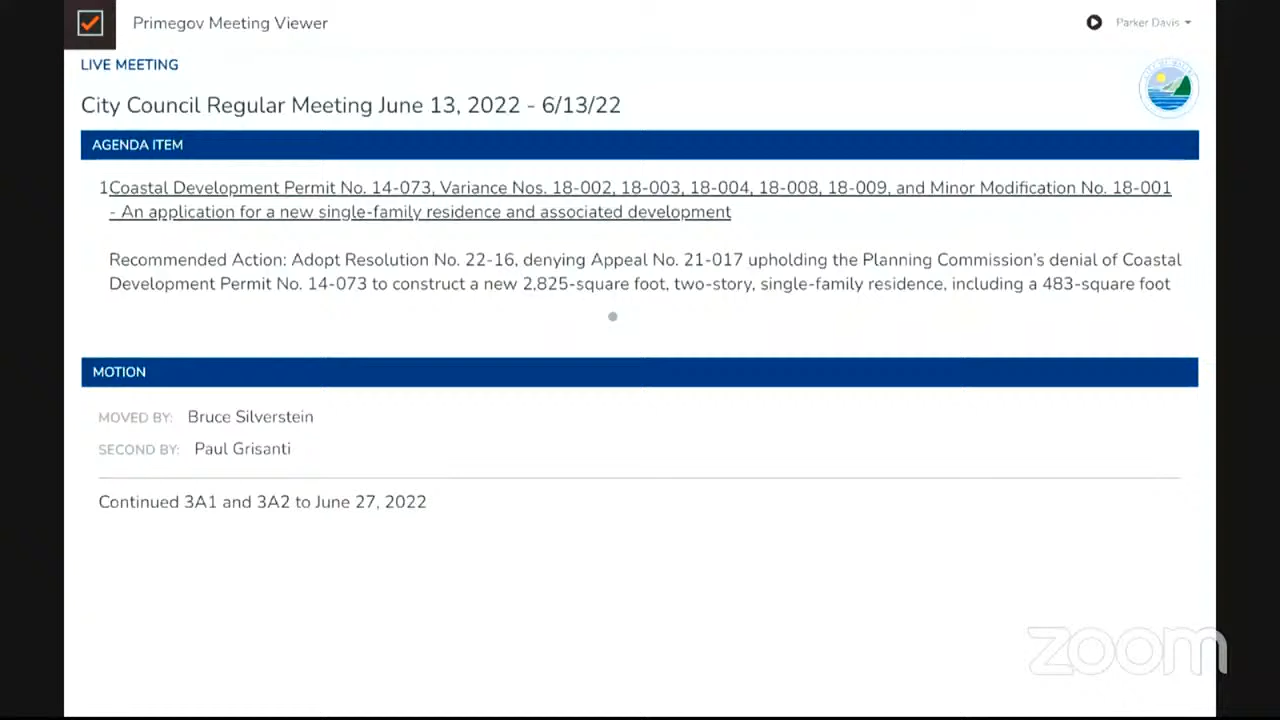 Primegov Meeting Viewer
Parker Davis
LIVE MEETING
City Council Regular Meeting June 13, 2022 - 6/13/22
AGENDA ITEM
1Coastal Development Permit No. 14-073, Variance Nos. 18-002, 18-003, 18-004, 18-008, 18-009, and Minor Modification No. 18-001
- An application for a new single-family residence and associated development
Recommended Action: Adopt Resolution No. 22-16, denying Appeal No. 21-017 upholding the Planning Commission's denial of Coastal
Development Permit No. 14-073 to construct a new 2,825-square foot, two-story, single-family residence, including a 483-square foot
MOTION
MOVED BY: Bruce Silverstein
SECOND BY: Paul Grisanti
Continued 3A1 and 3A2 to June 27, 2022
zoom